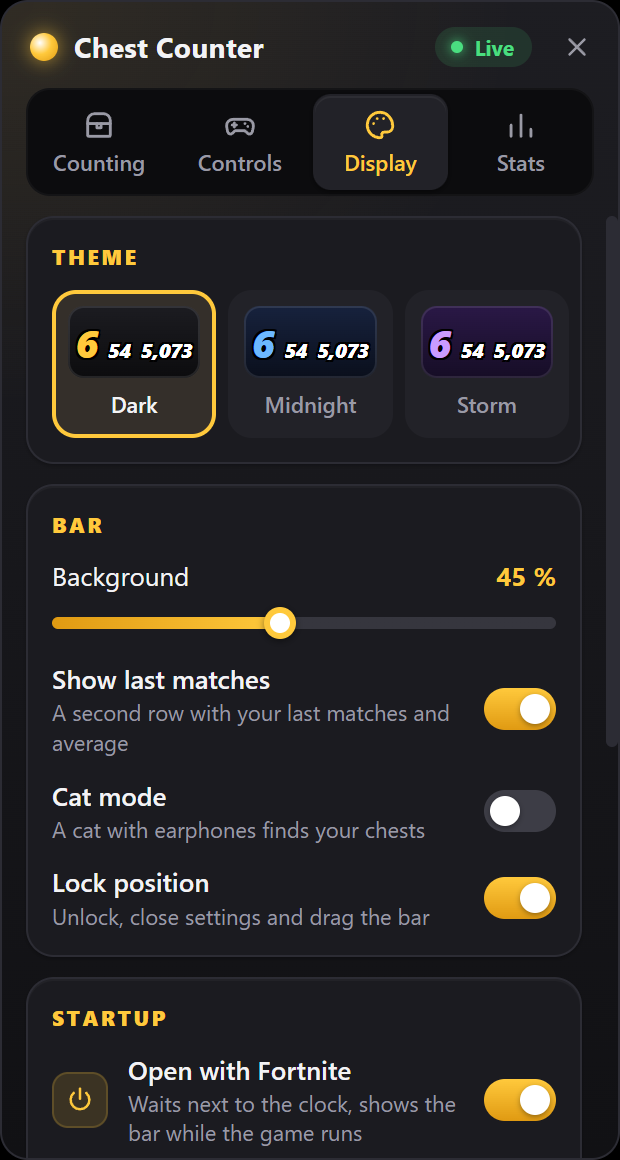 Chest Counter
Live
Counting
Controls
Display
Stats
THEME
6 54 5,073
6 54 5,073
6 54 5,073
Dark
Midnight
Storm
BAR
Background
45 %
Show last matches
A second row with your last matches and
average
Cat mode
A cat with earphones finds your chests
Lock position
Unlock, close settings and drag the bar
STARTUP
Open with Fortnite
Waits next to the clock, shows the
bar while the game runs